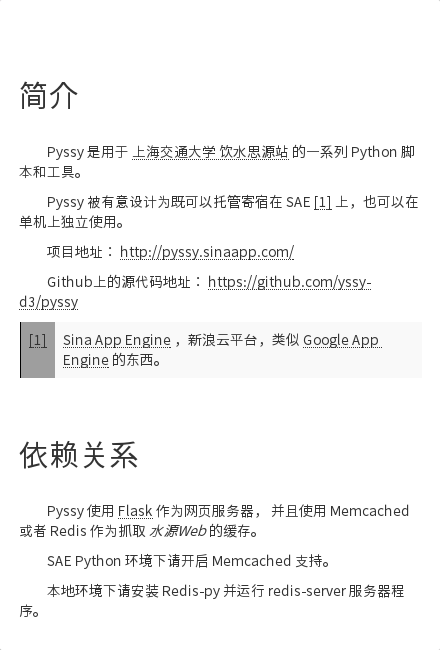 简介
Pyssy 是用于 上海交通大学 饮水思源站 的一系列 Python 脚
本和工具。
Pyssy 被有意设计为既可以托管寄宿在 SAE [1] 上，也可以在
单机上独立使用。
项目地址： http://pyssy.sinaapp.com/
Github上的源代码地址： https://github.com/yssy-
d3/pyssy
[1] Sina App Engine ，新浪云平台，类似 Google App
Engine 的东西。
依赖关系
Pyssy 使用 Flask 作为网页服务器， 并且使用 Memcached
或者 Redis 作为抓取 水源Web 的缓存。
SAE Python 环境下请开启 Memcached 支持。
本地环境下请安装 Redis-py 并运行 redis-server 服务器程
序。